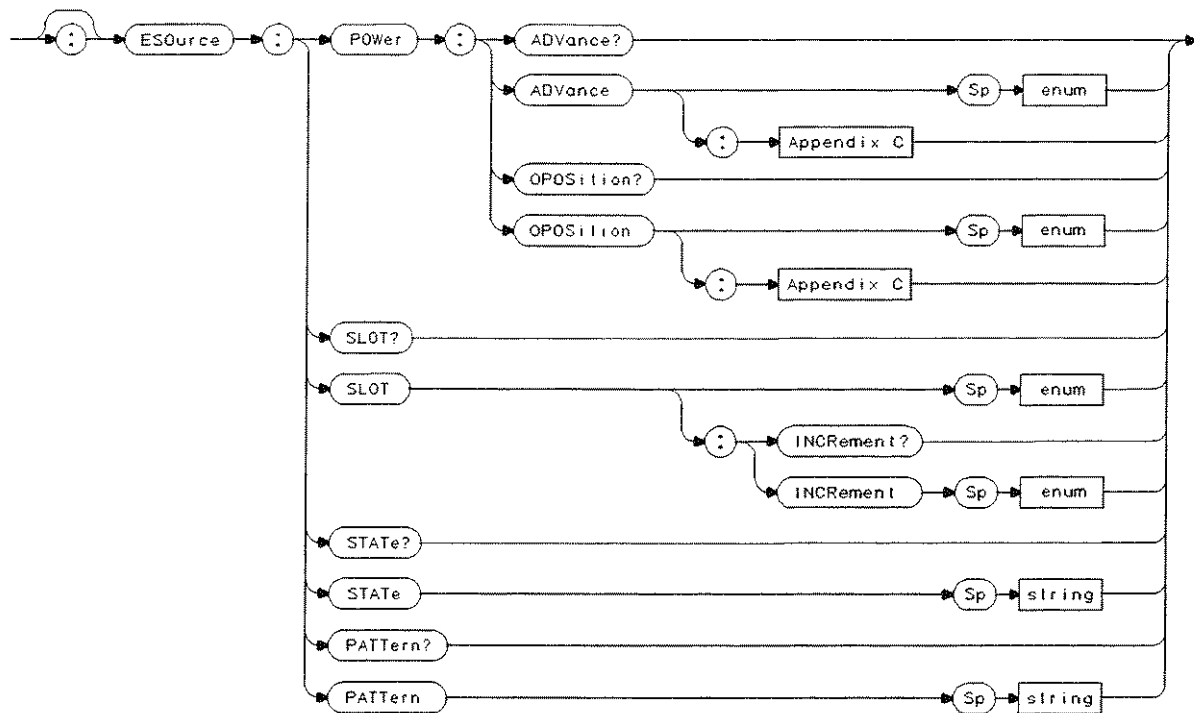 : ESOurce : POWer : ADVance?
ADVance Sp enum
: Appendix C
OPOSition?
OPOSition Sp enum
: Appendix C
SLOT?
SLOT Sp enum
: INCRement?
INCRement Sp enum
STATe?
STATe Sp string
PATTern?
PATTern Sp string